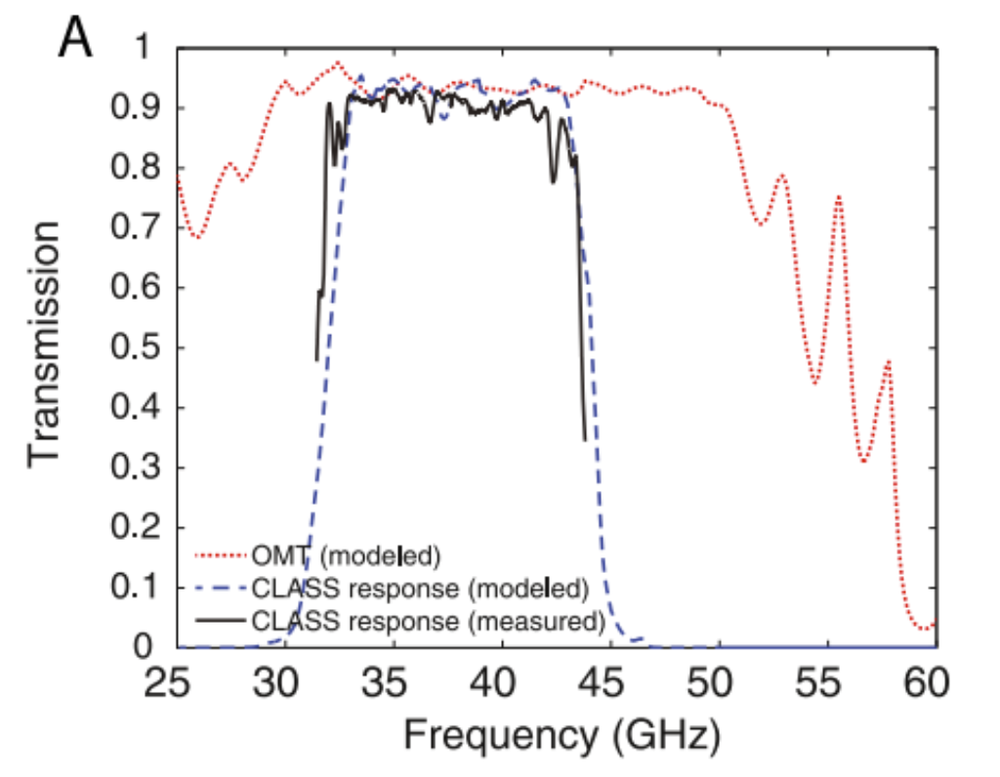 A
1
0.9
0.8
0.7
0.6
0.5
0.4
0.3
0.2
0.1
0
Transmission
OMT (modeled)
CLASS response (modeled)
CLASS response (measured)
25 30 35 40 45 50 55 60
Frequency (GHz)